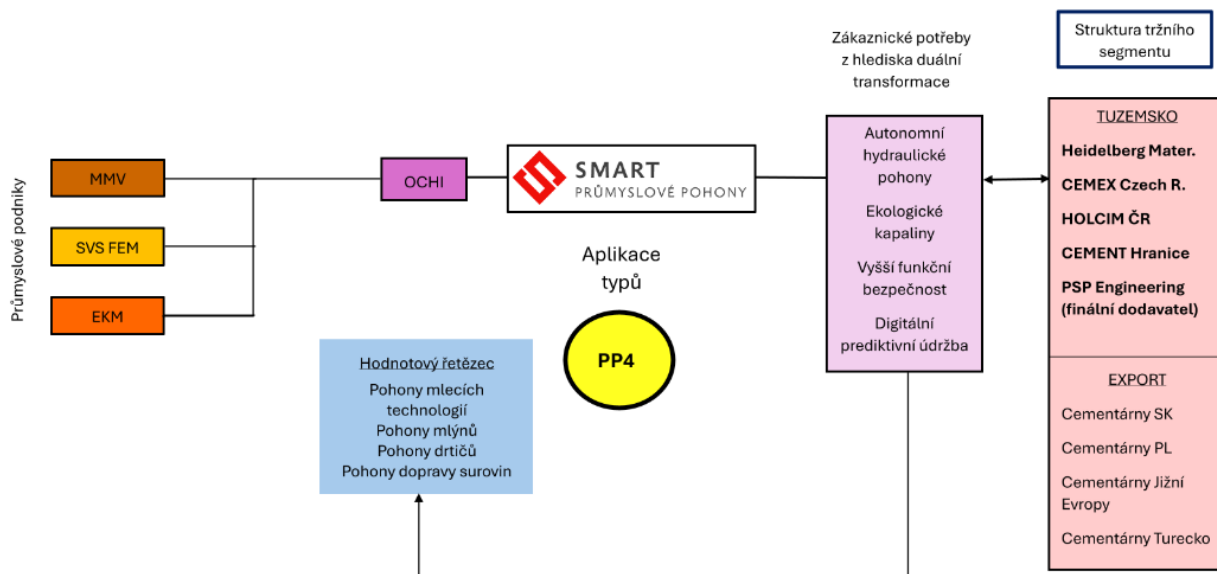 Zákaznické potřeby
z hlediska duální
transformace
Struktura tržního
segmentu
Průmyslové podniky
MMV
SVS FEM
EKM
OCHI
SMART
PRŮMYSLOVÉ POHONY
Aplikace
typů
PP4
Hodnotový řetězec
Pohony mlecích
technologií
Pohony mlýnů
Pohony drtičů
Pohony dopravy surovin
Autonomní
hydraulické
pohony
Ekologické
kapaliny
Vyšší funkční
bezpečnost
Digitální
prediktivní údržba
TUZEMSKO
Heidelberg Mater.
CEMEX Czech R.
HOLCIM ČR
CEMENT Hranice
PSP Engineering
(finální dodavatel)
EXPORT
Cementárny SK
Cementárny PL
Cementárny Jižní
Evropy
Cementárny Turecko